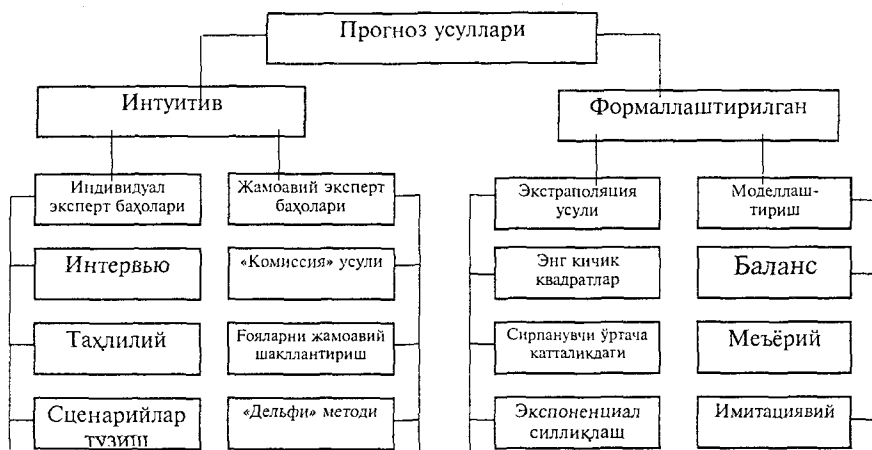 Прогноз усуллари
Интуитив
Формаллаштирилган
Индивидуал
эксперт баҳолари
Жамоавий эксперт
баҳолари
Экстраполяция
усули
Моделлаш-
тириш
Интервью
«Комиссия» усули
Энг кичик
квадратлар
Баланс
Таҳлилий
Ғояларни жамоавий
шакллантириш
Сирпанувчи ўртача
катталикдаги
Меъёрий
Сценарийлар
тузиш
«Дельфи» методи
Экспоненциал
силлиқлаш
Имитациявий